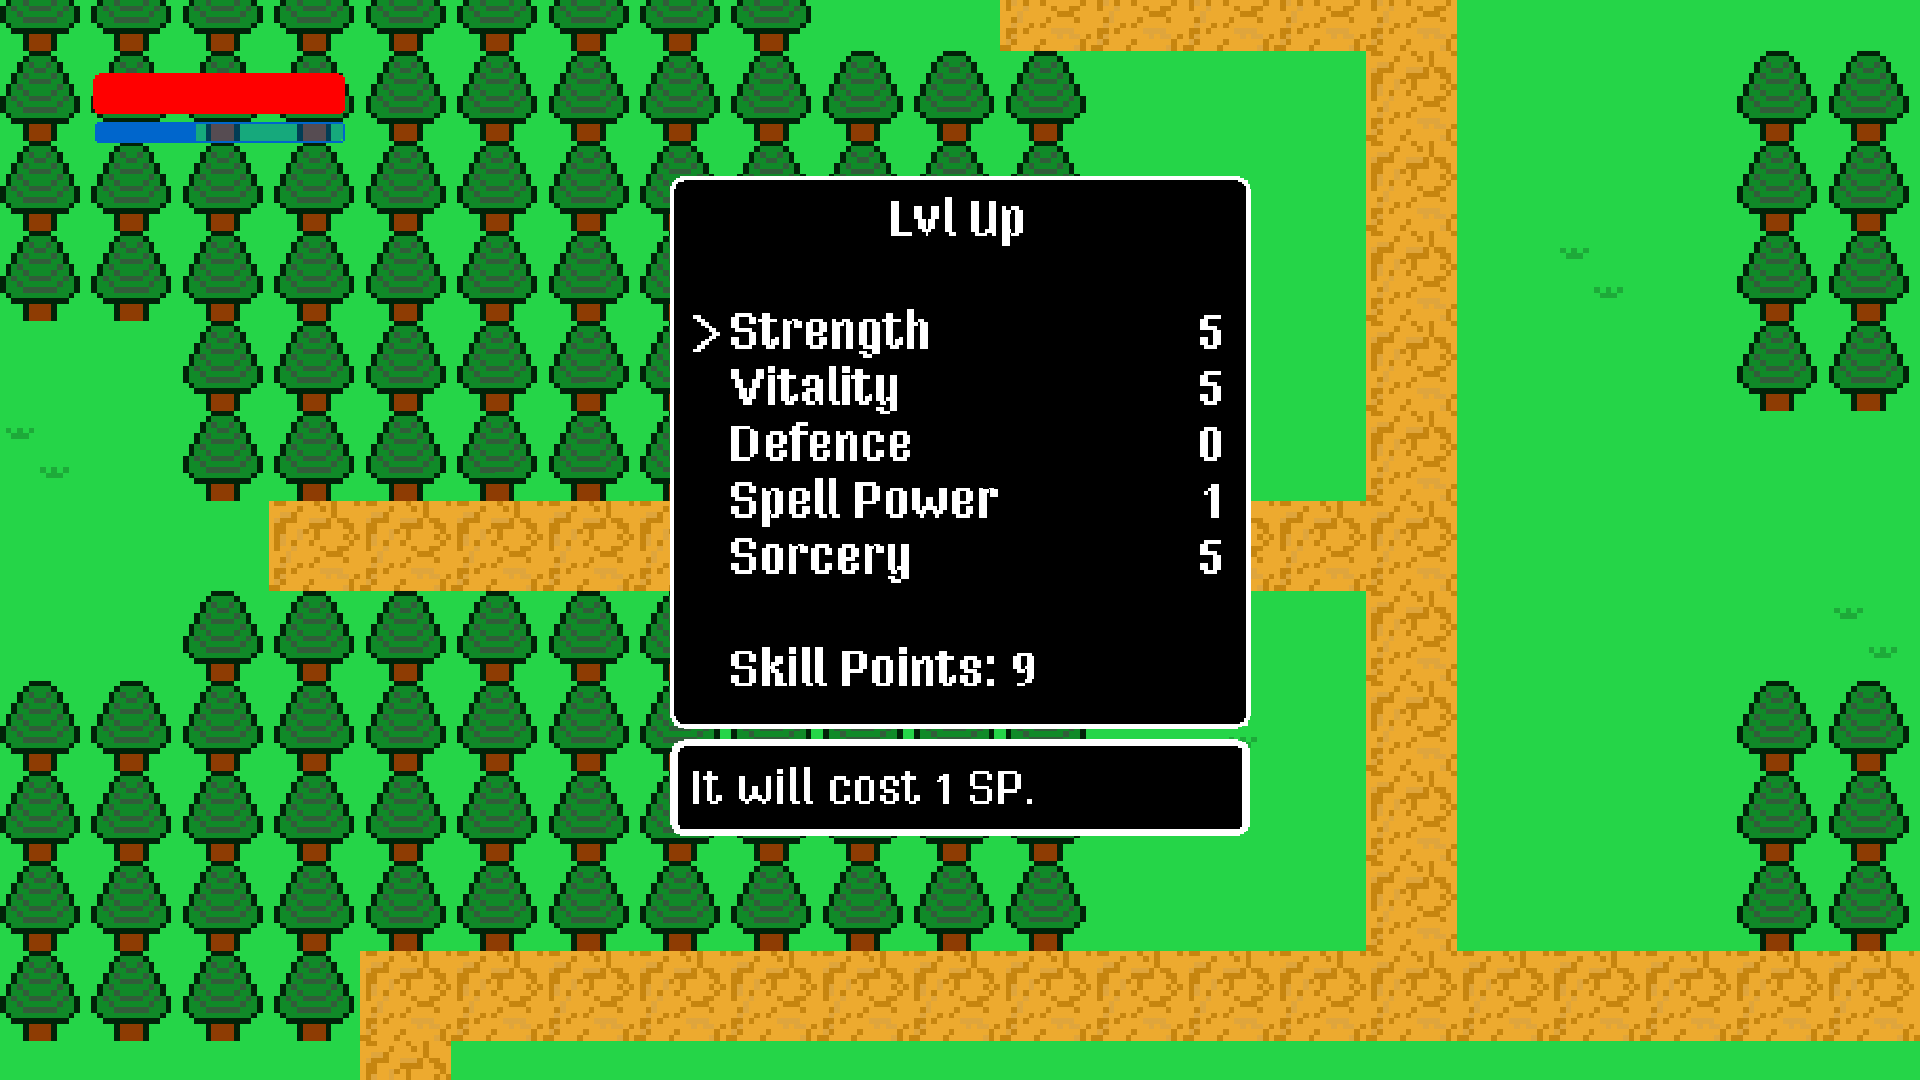 Lvl Up
>Strength 5
Vitality 5
Defence 0
Spell Power 1
Sorcery 5
Skill Points: 9
It will cost 1 SP.